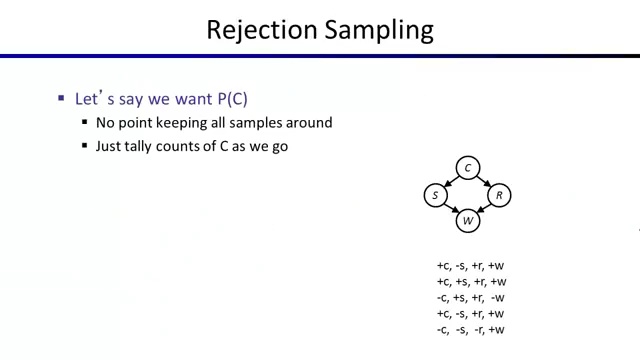 Rejection Sampling
▪ Let's say we want P(C)
▪ No point keeping all samples around
▪ Just tally counts of C as we go
C
S R
W
+c, -s, +r, +w
+c, +s, +r, +w
-c, +s, +r, -w
+c, -s, +r, +w
-c, -s, -r, +w